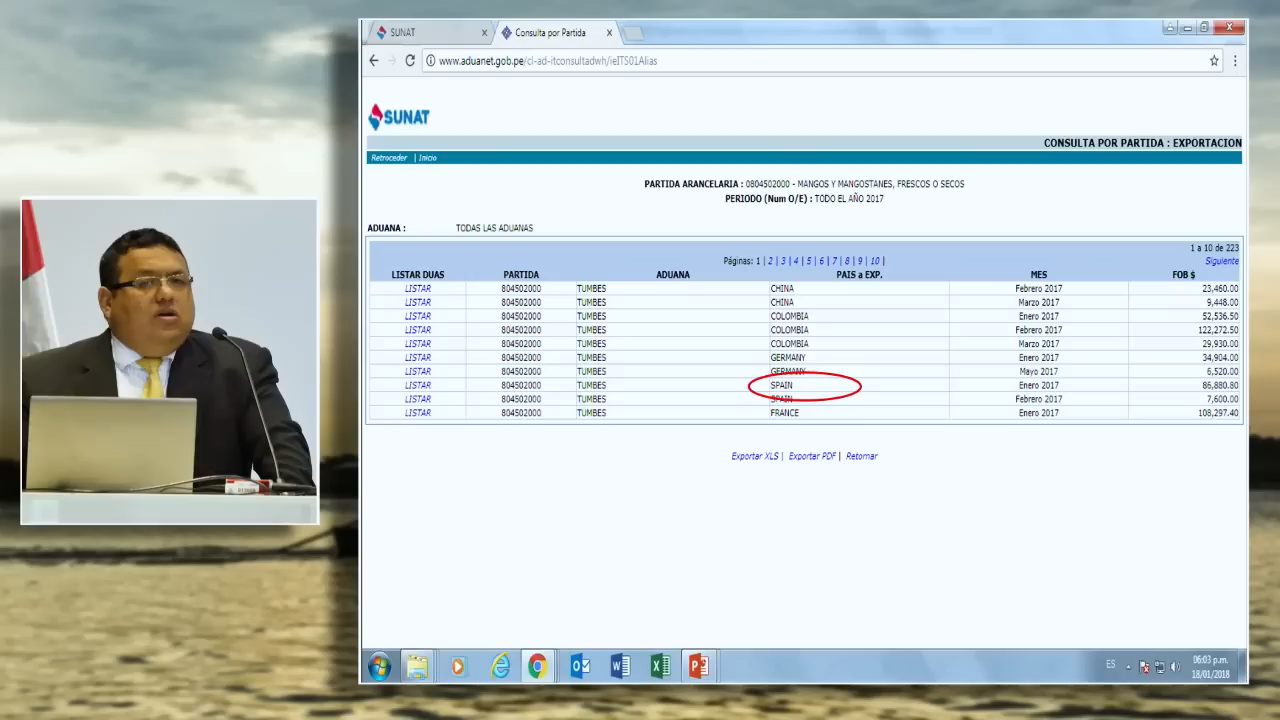 SUNAT
Consulta por Partida
www.aduanet.gob.pe/cl-ad-itconsultadwh/ieITS01Alias
SUNAT
CONSULTA POR PARTIDA : EXPORTACION
Retroceder | Inicio
PARTIDA ARANCELARIA : 0804502000 - MANGOS Y MANGOSTANES, FRESCOS O SECOS
PERIODO (Num O/E) : TODO EL AÑO 2017
ADUANA : TODAS LAS ADUANAS
1 a 10 de 223
Páginas: 1 | 2 | 3 | 4 | 5 | 6 | 7 | 8 | 9 | 10 | Siguiente
LISTAR DUAS PARTIDA ADUANA PAIS a EXP. MES FOB $
LISTAR 804502000 TUMBES CHINA Febrero 2017 23,460.00
LISTAR 804502000 TUMBES CHINA Marzo 2017 9,448.00
LISTAR 804502000 TUMBES COLOMBIA Enero 2017 52,536.50
LISTAR 804502000 TUMBES COLOMBIA Febrero 2017 122,272.50
LISTAR 804502000 TUMBES COLOMBIA Marzo 2017 29,930.00
LISTAR 804502000 TUMBES GERMANY Enero 2017 34,904.00
LISTAR 804502000 TUMBES GERMANY Mayo 2017 6,520.00
LISTAR 804502000 TUMBES SPAIN Enero 2017 86,880.80
LISTAR 804502000 TUMBES SPAIN Febrero 2017 7,600.00
LISTAR 804502000 TUMBES FRANCE Enero 2017 108,297.40
Exportar XLS | Exportar PDF | Retornar
ES
06:03 p.m.
18/01/2018